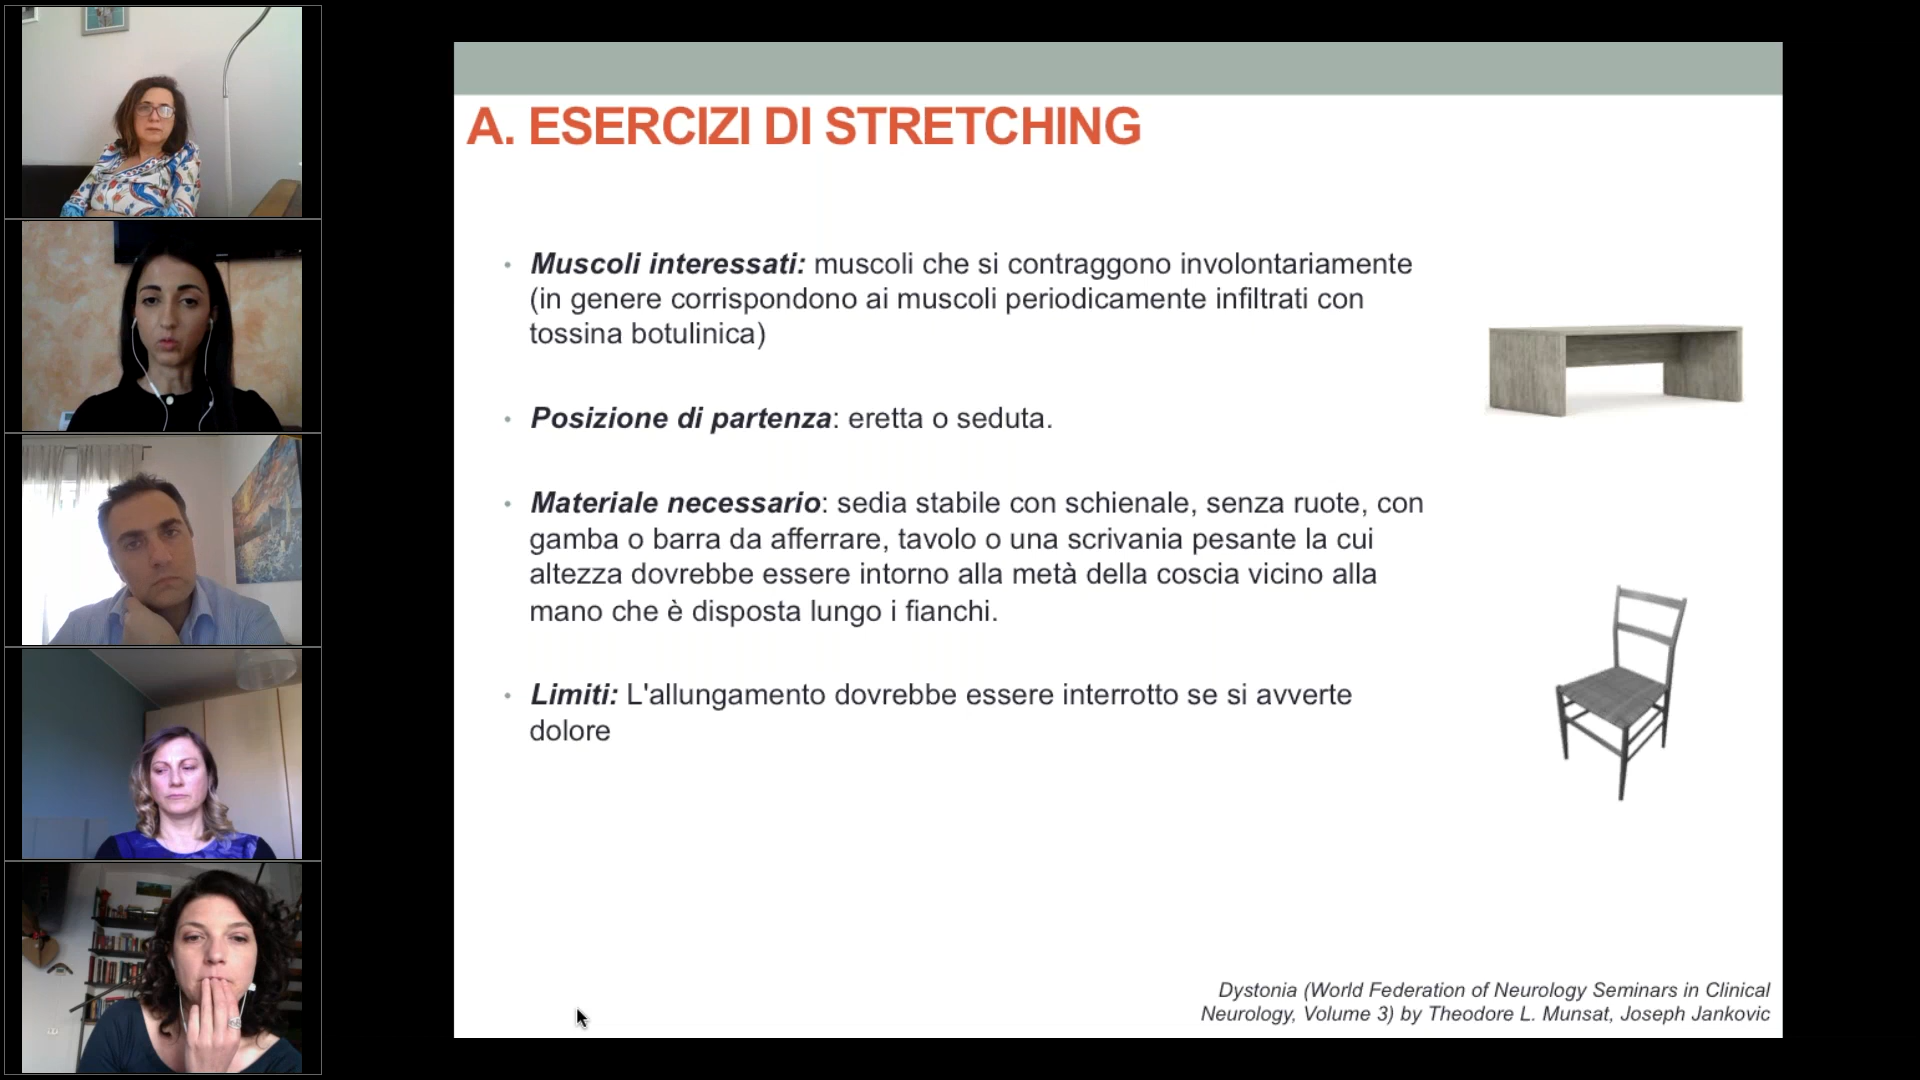 A. ESERCIZI DI STRETCHING
• Muscoli interessati: muscoli che si contraggono involontariamente
(in genere corrispondono ai muscoli periodicamente infiltrati con
tossina botulinica)
• Posizione di partenza: eretta o seduta.
• Materiale necessario: sedia stabile con schienale, senza ruote, con
gamba o barra da afferrare, tavolo o una scrivania pesante la cui
altezza dovrebbe essere intorno alla metà della coscia vicino alla
mano che è disposta lungo i fianchi.
• Limiti: L'allungamento dovrebbe essere interrotto se si avverte
dolore
Dystonia (World Federation of Neurology Seminars in Clinical
Neurology, Volume 3) by Theodore L. Munsat, Joseph Jankovic